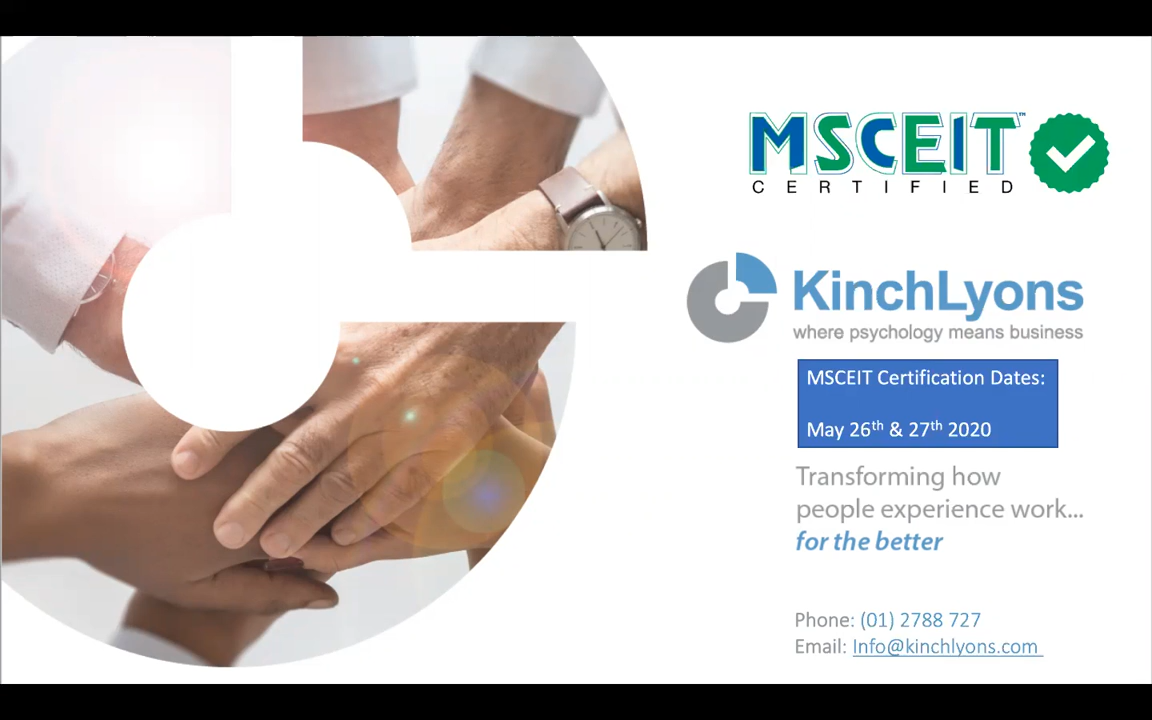 MSCEIT™
CERTIFIED
KinchLyons
where psychology means business
MSCEIT Certification Dates:
May 26th & 27th 2020
Transforming how
people experience work...
for the better
Phone: (01) 2788 727
Email: Info@kinchlyons.com